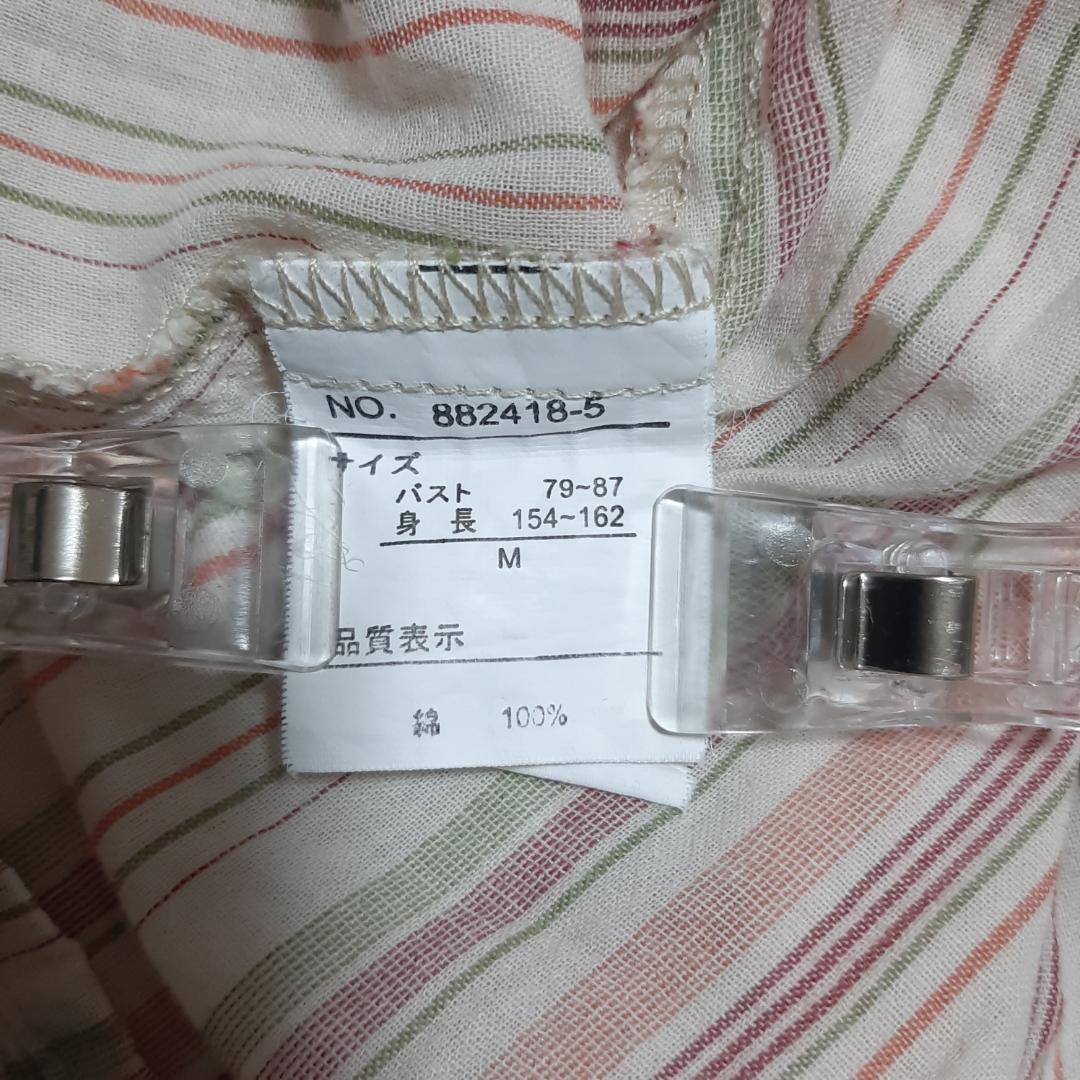 NO. 882418-5
サイズ
バスト 79~87
身長 154~162
M
品質表示
綿 100%